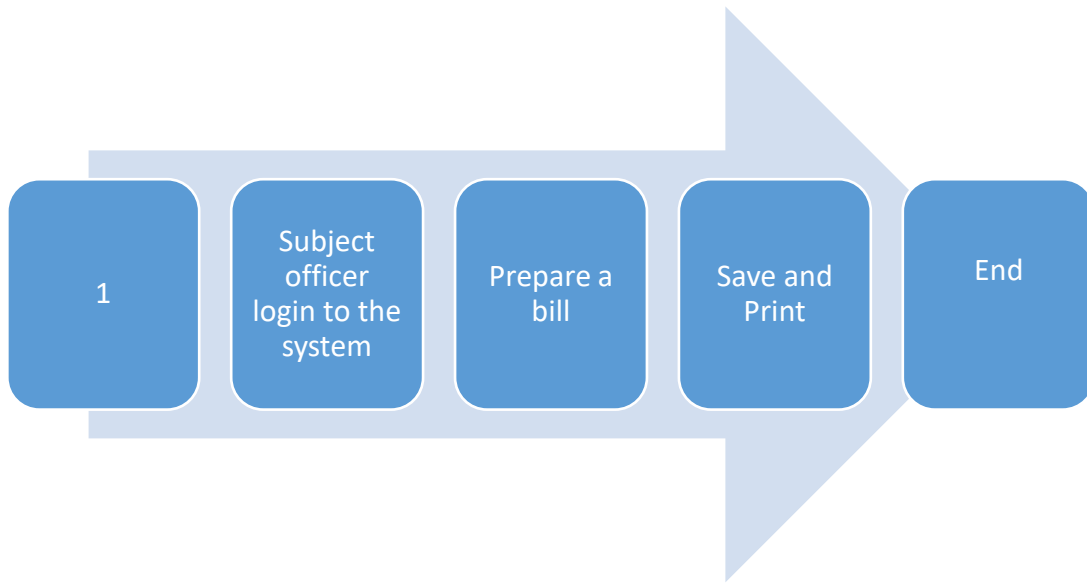 1
Subject
officer
login to the
system
Prepare a
bill
Save and
Print
End